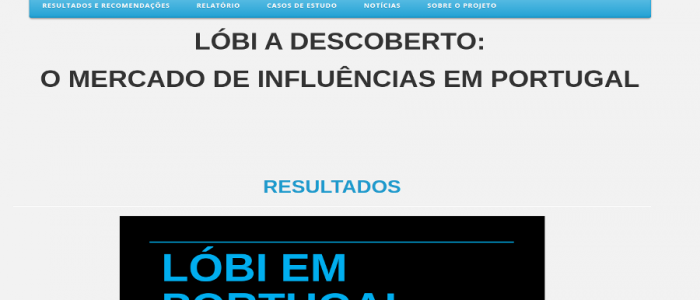 RESULTADOS E RECOMENDAÇÕES RELATÓRIO CASOS DE ESTUDO NOTÍCIAS SOBRE O PROJETO
LÓBI A DESCOBERTO:
O MERCADO DE INFLUÊNCIAS EM PORTUGAL
RESULTADOS
LÓBI EM
PORTUGAL